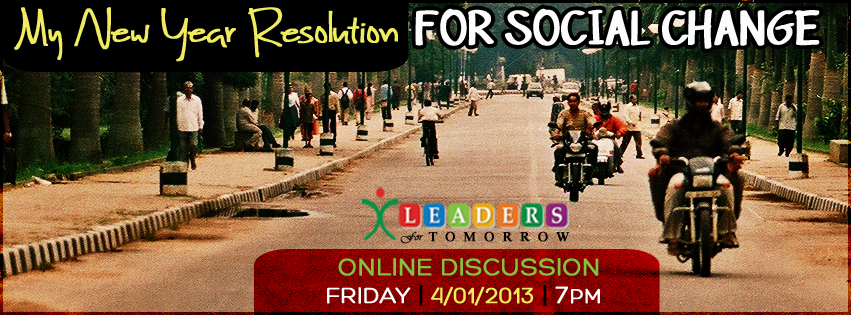 My New Year Resolution FOR SOCIAL CHANGE
LEADERS
for TOMORROW
ONLINE DISCUSSION
FRIDAY | 4/01/2013 | 7PM